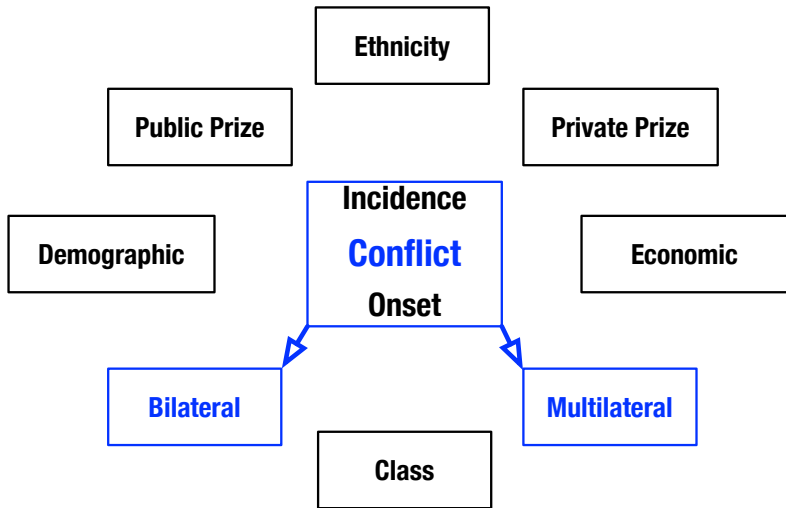 Ethnicity
Public Prize
Private Prize
Incidence
Demographic
Conflict
Economic
Onset
Bilateral
Multilateral
Class